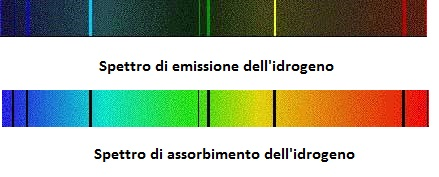 Spettro di emissione dell'idrogeno
Spettro di assorbimento dell'idrogeno